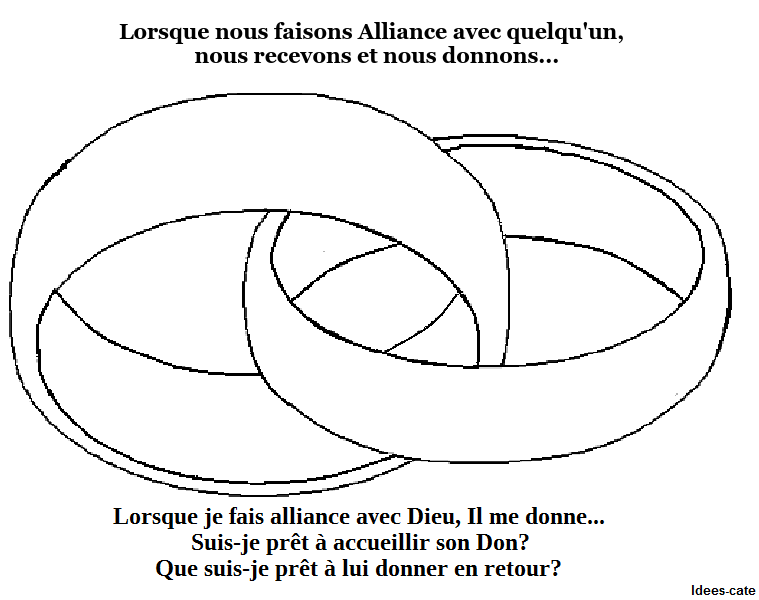 Lorsque nous faisons Alliance avec quelqu'un,
nous recevons et nous donnons...
Lorsque je fais alliance avec Dieu, Il me donne...
Suis-je prêt à accueillir son Don?
Que suis-je prêt à lui donner en retour?
Idees-cate